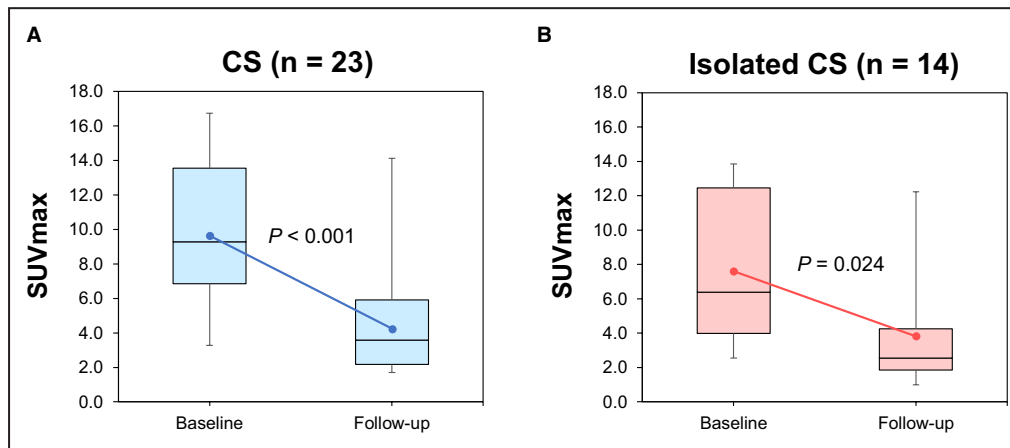 A
CS (n = 23)
SUVmax
18.0
16.0
14.0
12.0
10.0
8.0
6.0
4.0
2.0
0.0
P < 0.001
Baseline
Follow-up
B
Isolated CS (n = 14)
SUVmax
18.0
16.0
14.0
12.0
10.0
8.0
6.0
4.0
2.0
0.0
P = 0.024
Baseline
Follow-up